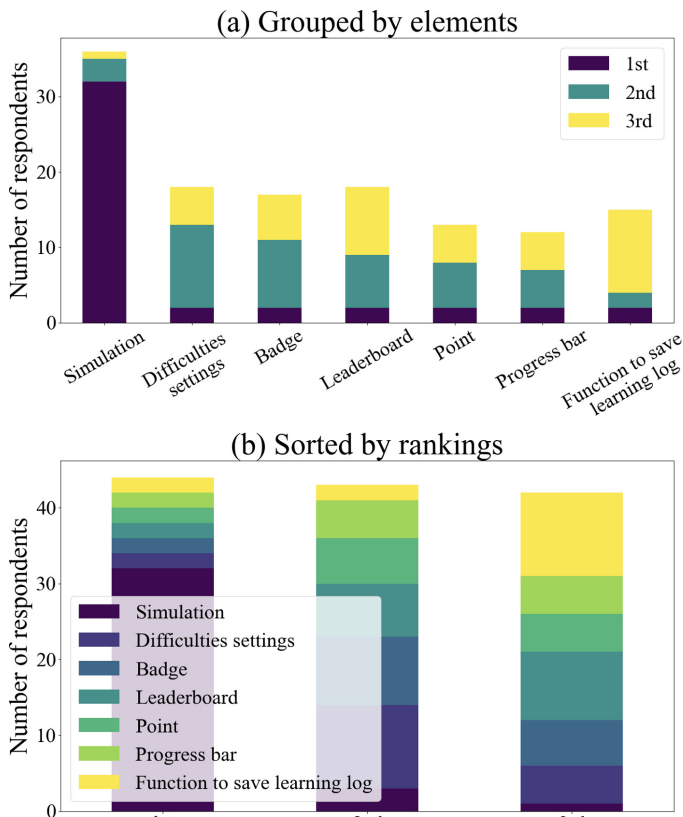 (a) Grouped by elements
Number of respondents
30
20
10
0
1st
2nd
3rd
Simulation
Difficulties
settings
Badge
Leaderboard
Point
Progress bar
Function to save
learning log
(b) Sorted by rankings
Number of respondents
40
30
20
10
0
Simulation
Difficulties settings
Badge
Leaderboard
Point
Progress bar
Function to save learning log